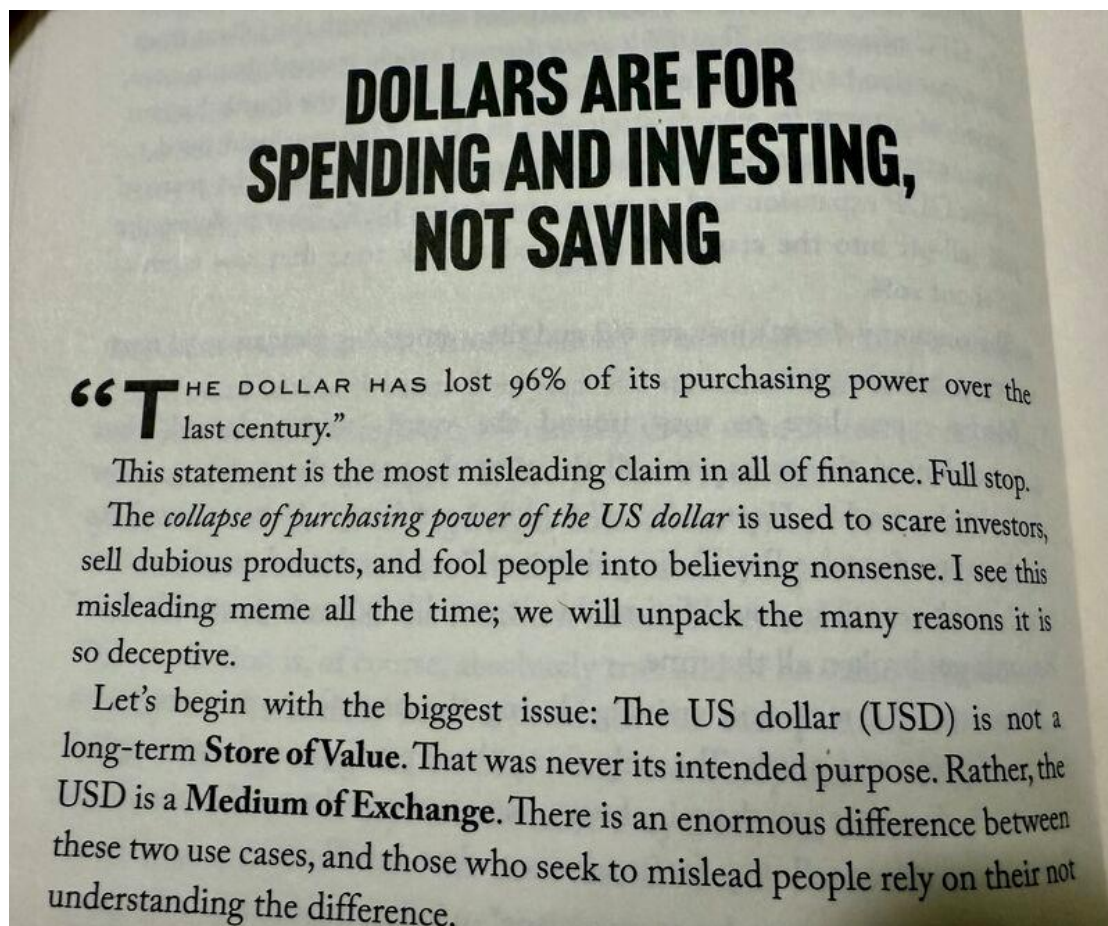 DOLLARS ARE FOR
SPENDING AND INVESTING,
NOT SAVING
“THE DOLLAR HAS lost 96% of its purchasing power over the
last century.”
This statement is the most misleading claim in all of finance. Full stop.
The collapse of purchasing power of the US dollar is used to scare investors,
sell dubious products, and fool people into believing nonsense. I see this
misleading meme all the time; we will unpack the many reasons it is
so deceptive.
Let’s begin with the biggest issue: The US dollar (USD) is not a
long-term Store of Value. That was never its intended purpose. Rather, the
USD is a Medium of Exchange. There is an enormous difference between
these two use cases, and those who seek to mislead people rely on their not
understanding the difference.